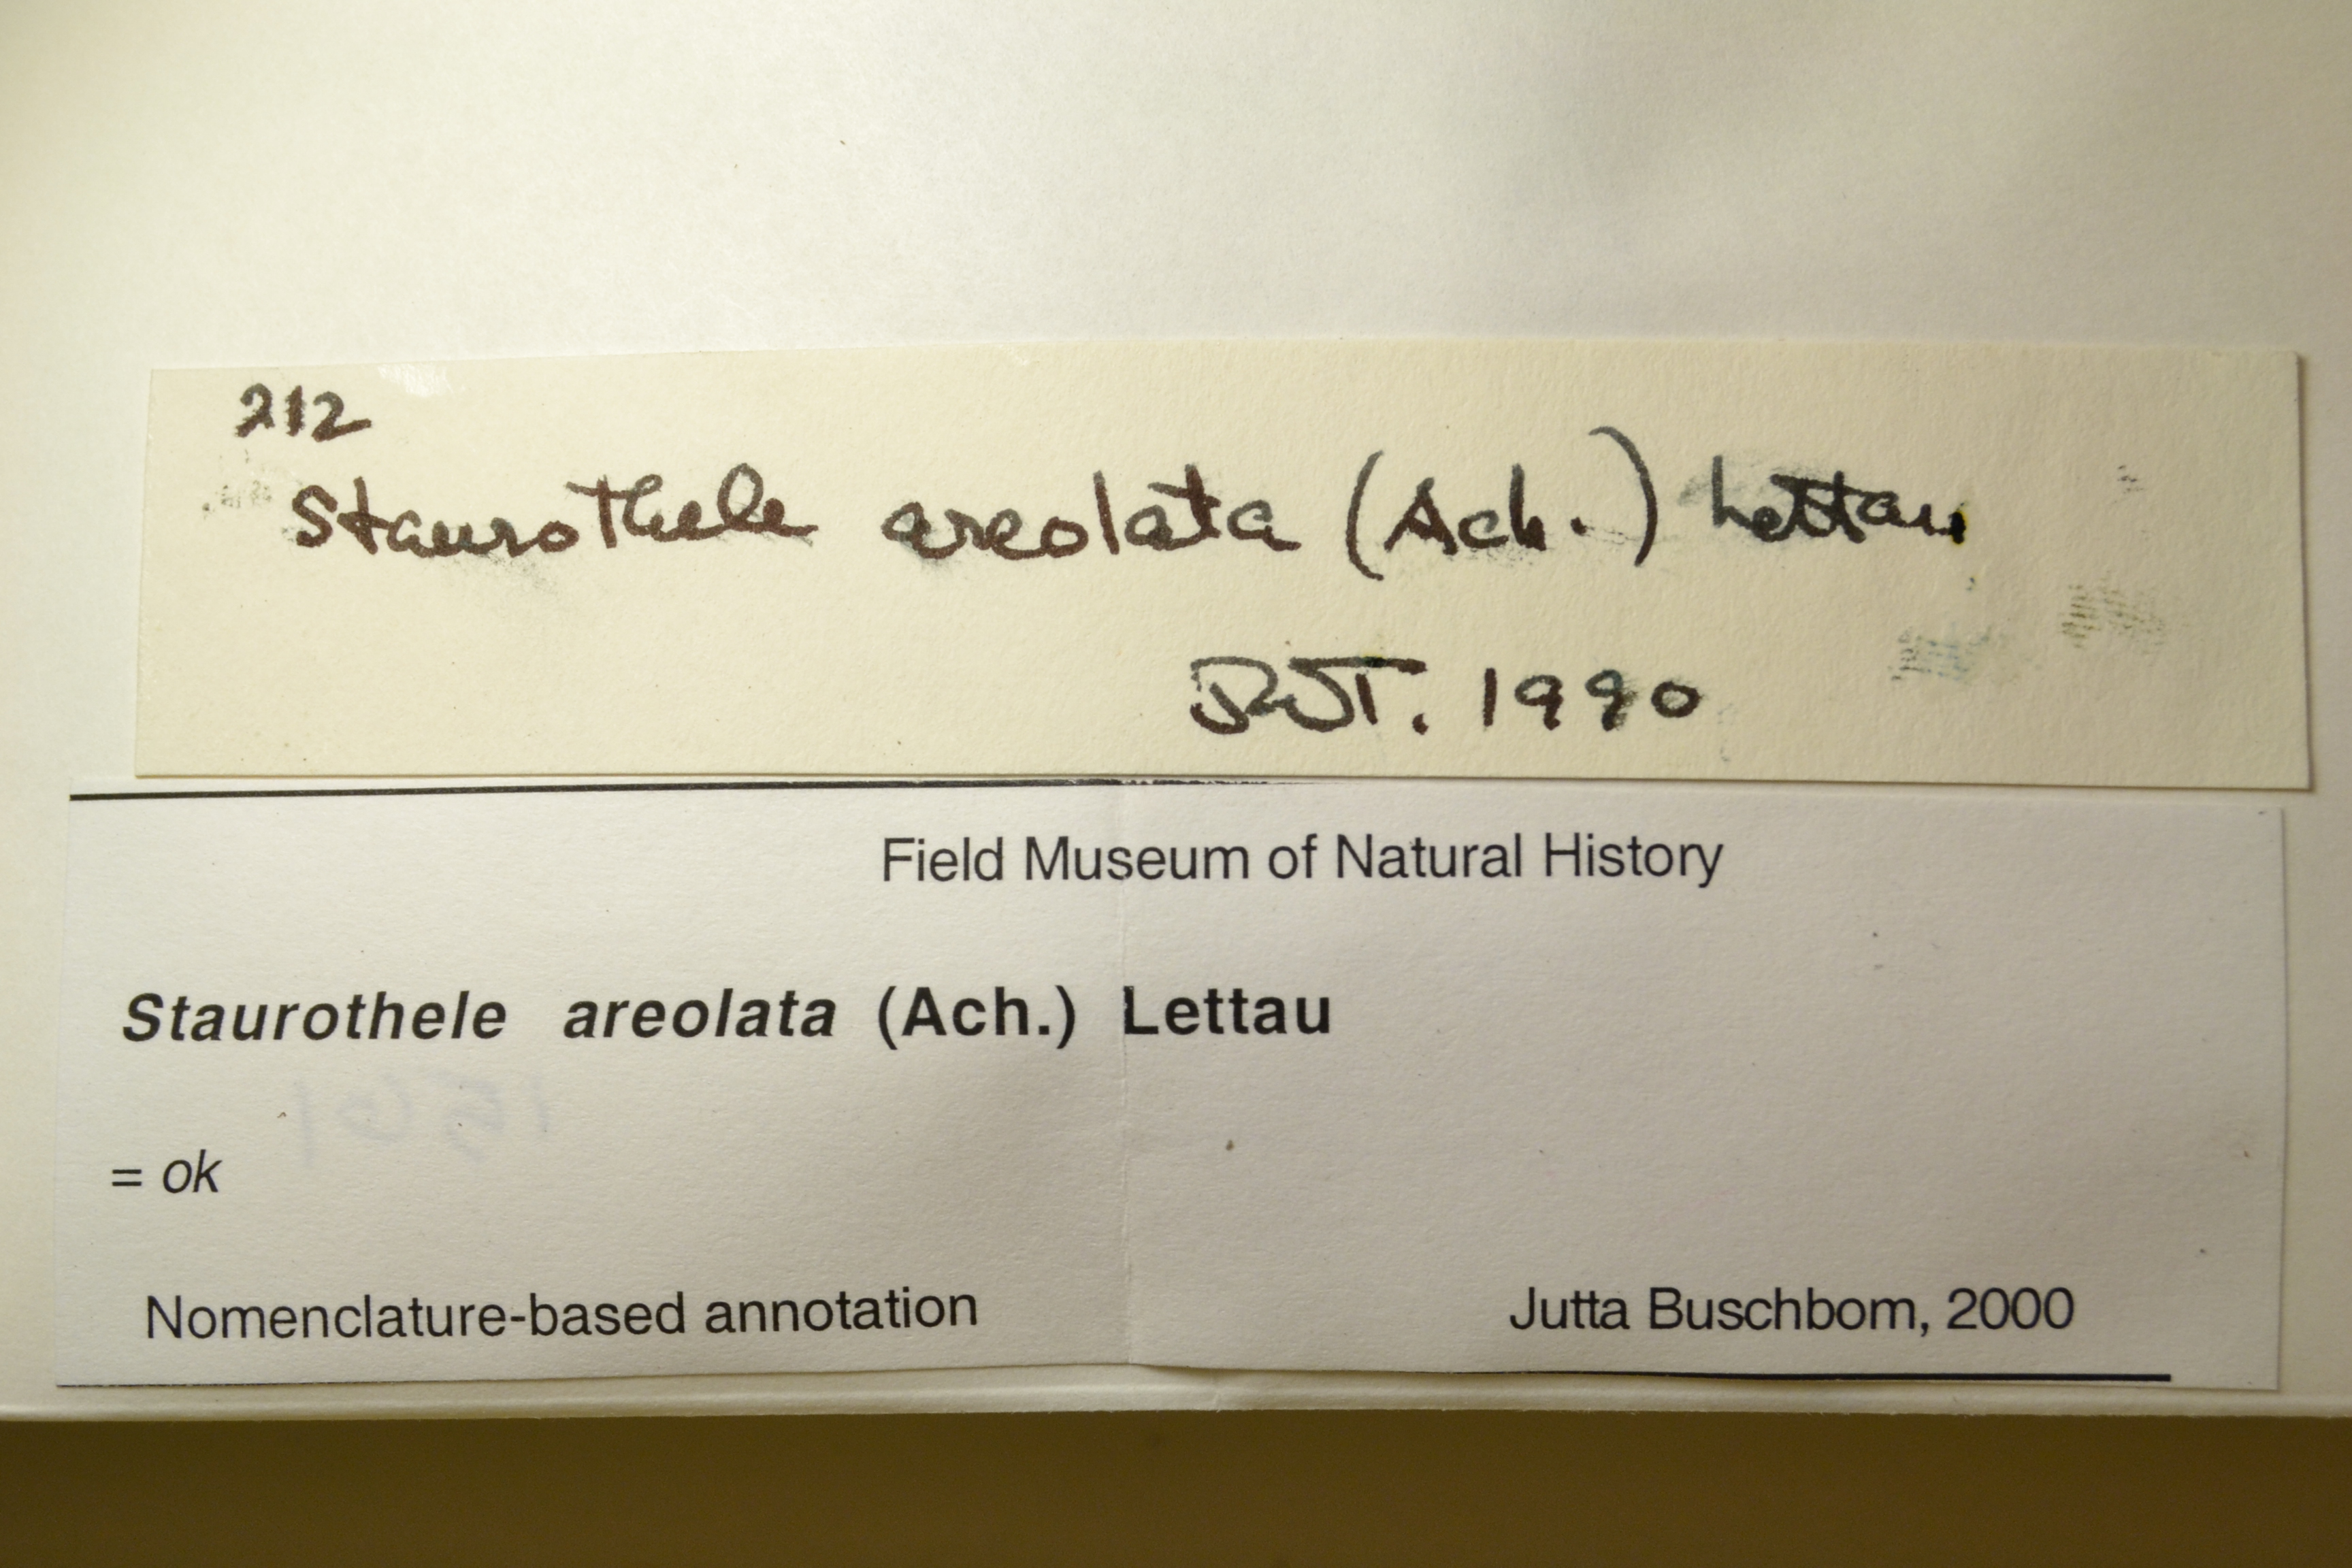 212
Staurothele areolata (Ach.) Lettau
RJT. 1990
Field Museum of Natural History
Staurothele areolata (Ach.) Lettau
= ok
Nomenclature-based annotation
Jutta Buschbom, 2000